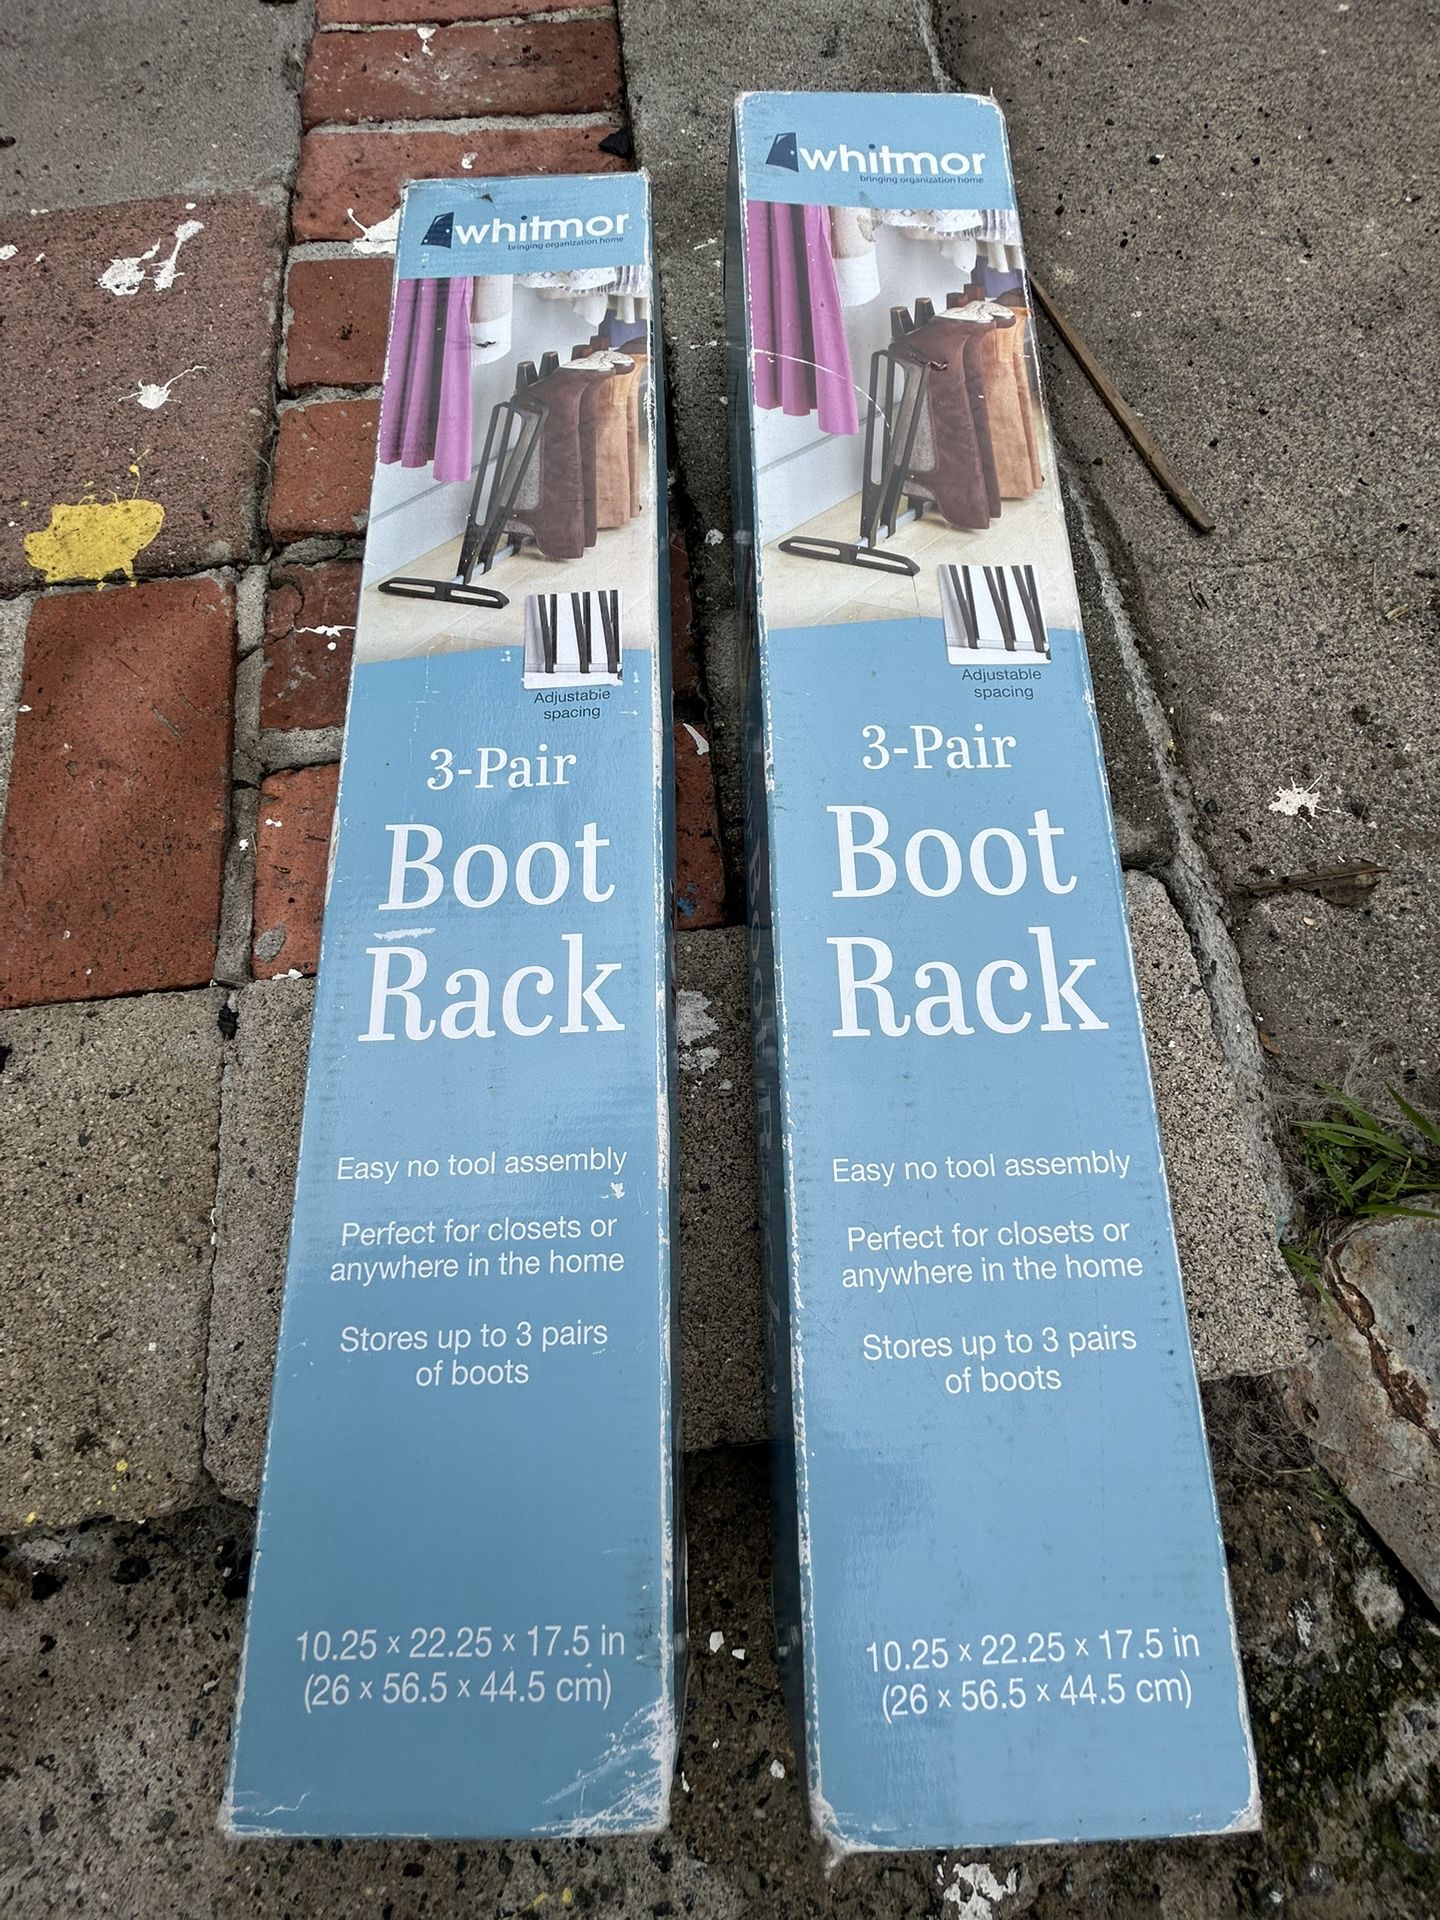 whitmor
bringing organization home
Adjustable
spacing
3-Pair
Boot
Rack
Easy no tool assembly
Perfect for closets or
anywhere in the home
Stores up to 3 pairs
of boots
10.25 x 22.25 x 17.5 in
(26 x 56.5 x 44.5 cm)
whitmor
bringing organization home
Adjustable
spacing
3-Pair
Boot
Rack
Easy no tool assembly
Perfect for closets or
anywhere in the home
Stores up to 3 pairs
of boots
10.25 x 22.25 x 17.5 in
(26 x 56.5 x 44.5 cm)
Boot Rack